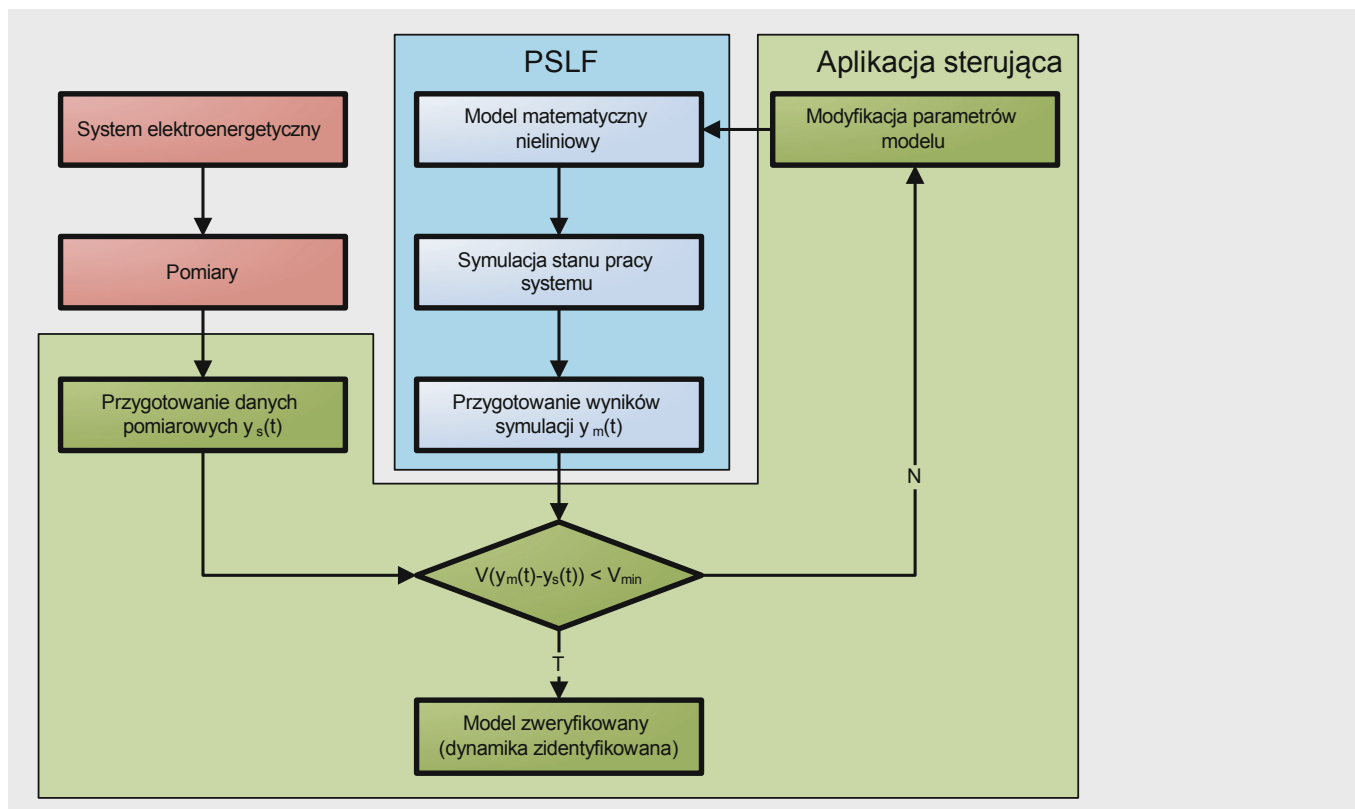 PSLF
Aplikacja sterująca
System elektroenergetyczny
Model matematyczny
nieliniowy
Modyfikacja parametrów
modelu
Pomiary
Symulacja stanu pracy
systemu
Przygotowanie danych
pomiarowych y s(t)
Przygotowanie wyników
symulacji y m(t)
N
V(ym(t)-ys(t)) < Vmin
T
Model zweryfikowany
(dynamika zidentyfikowana)